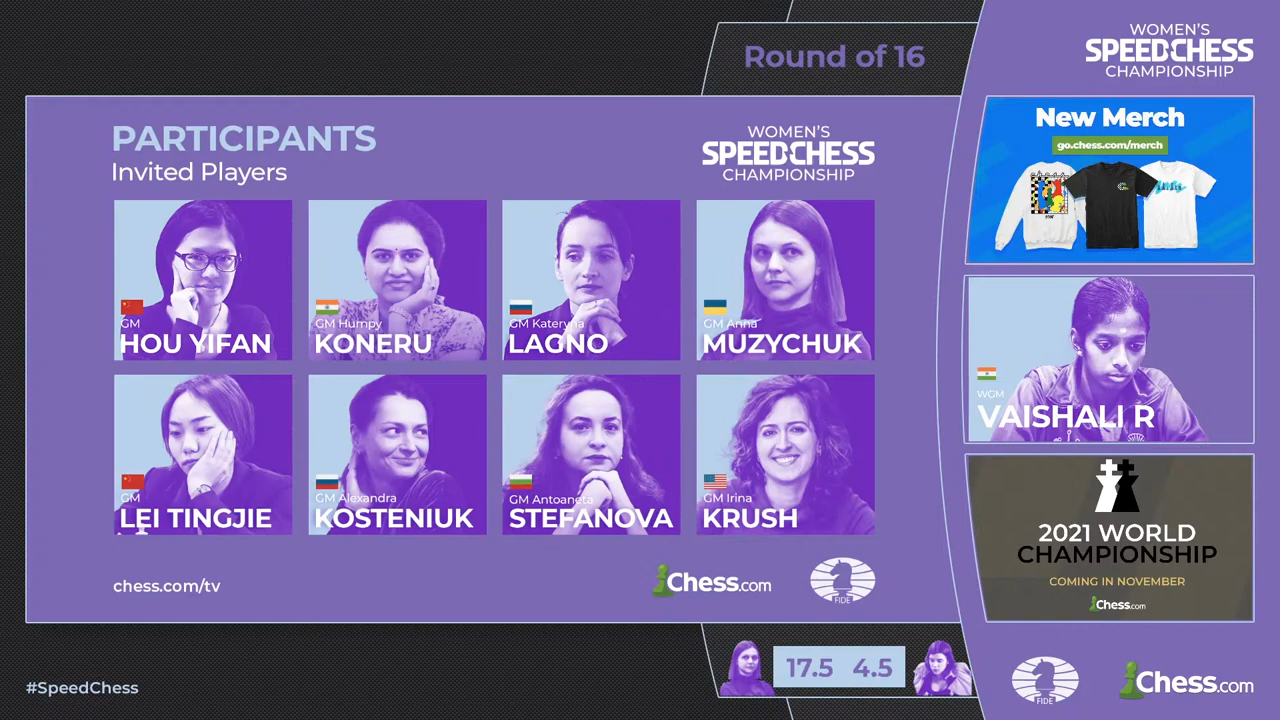 Round of 16
WOMEN'S
SPEEDCHESS
CHAMPIONSHIP
PARTICIPANTS
Invited Players
WOMEN'S
SPEEDCHESS
CHAMPIONSHIP
GM
HOU YIFAN
GM Humpy
KONERU
GM Kateryna
LAGNO
GM Anna
MUZYCHUK
GM
LEI TINGJIE
GM Alexandra
KOSTENIUK
GM Antoaneta
STEFANOVA
GM Irina
KRUSH
chess.com/tv
Chess.com
FIDE
New Merch
go.chess.com/merch
WGM
VAISHALI R
2021 WORLD
CHAMPIONSHIP
COMING IN NOVEMBER
Chess.com
17.5 4.5
#SpeedChess
FIDE
Chess.com